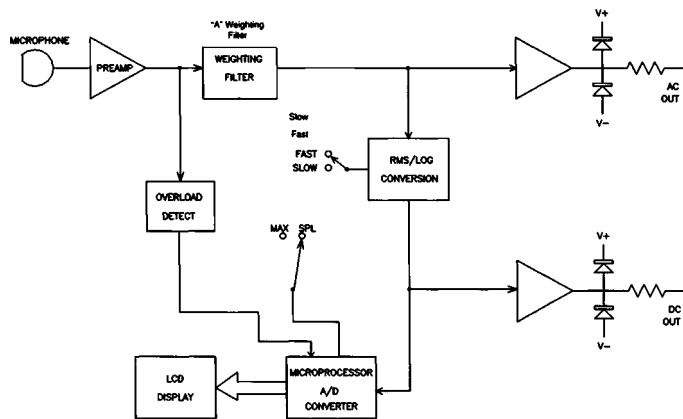 "A" Weighting
Filter
MICROPHONE
PREAMP
WEIGHTING
FILTER
V+
V-
AC
OUT
Slow
Fast
FAST
SLOW
RMS/LOG
CONVERSION
OVERLOAD
DETECT
MAX SPL
V+
V-
DC
OUT
LCD
DISPLAY
MICROPROCESSOR
A/D
CONVERTER